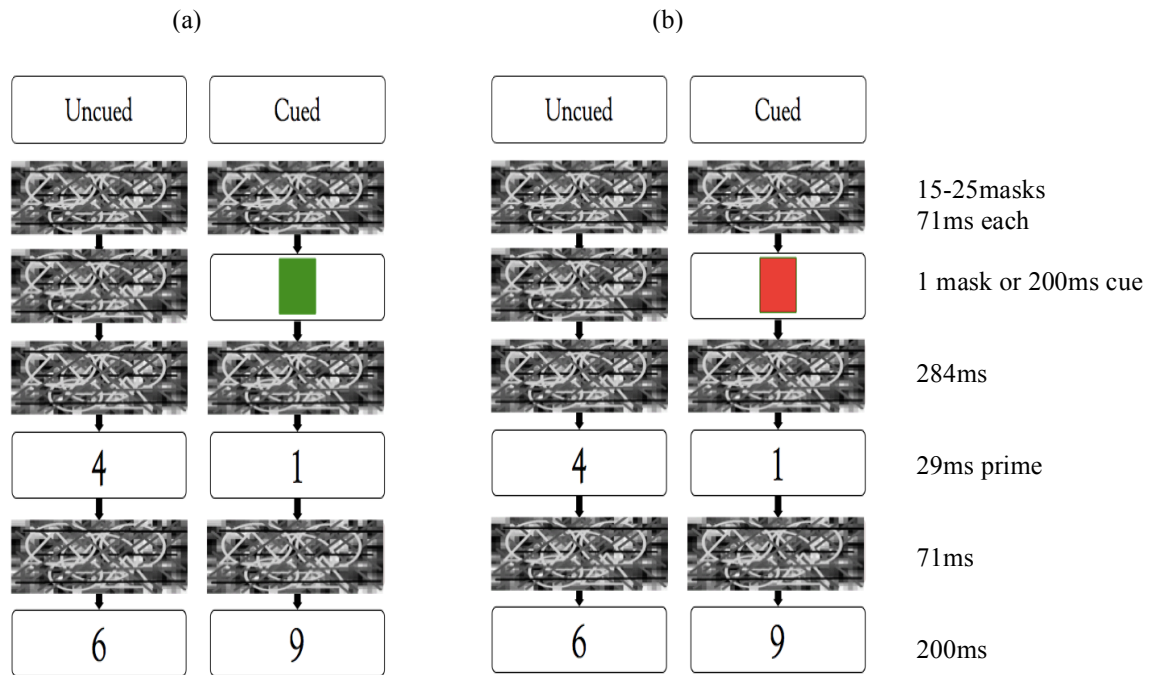 (a) (b)
Uncued Cued Uncued Cued
15-25masks
71ms each
1 mask or 200ms cue
284ms
4 1 4 1 29ms prime
71ms
6 9 6 9 200ms